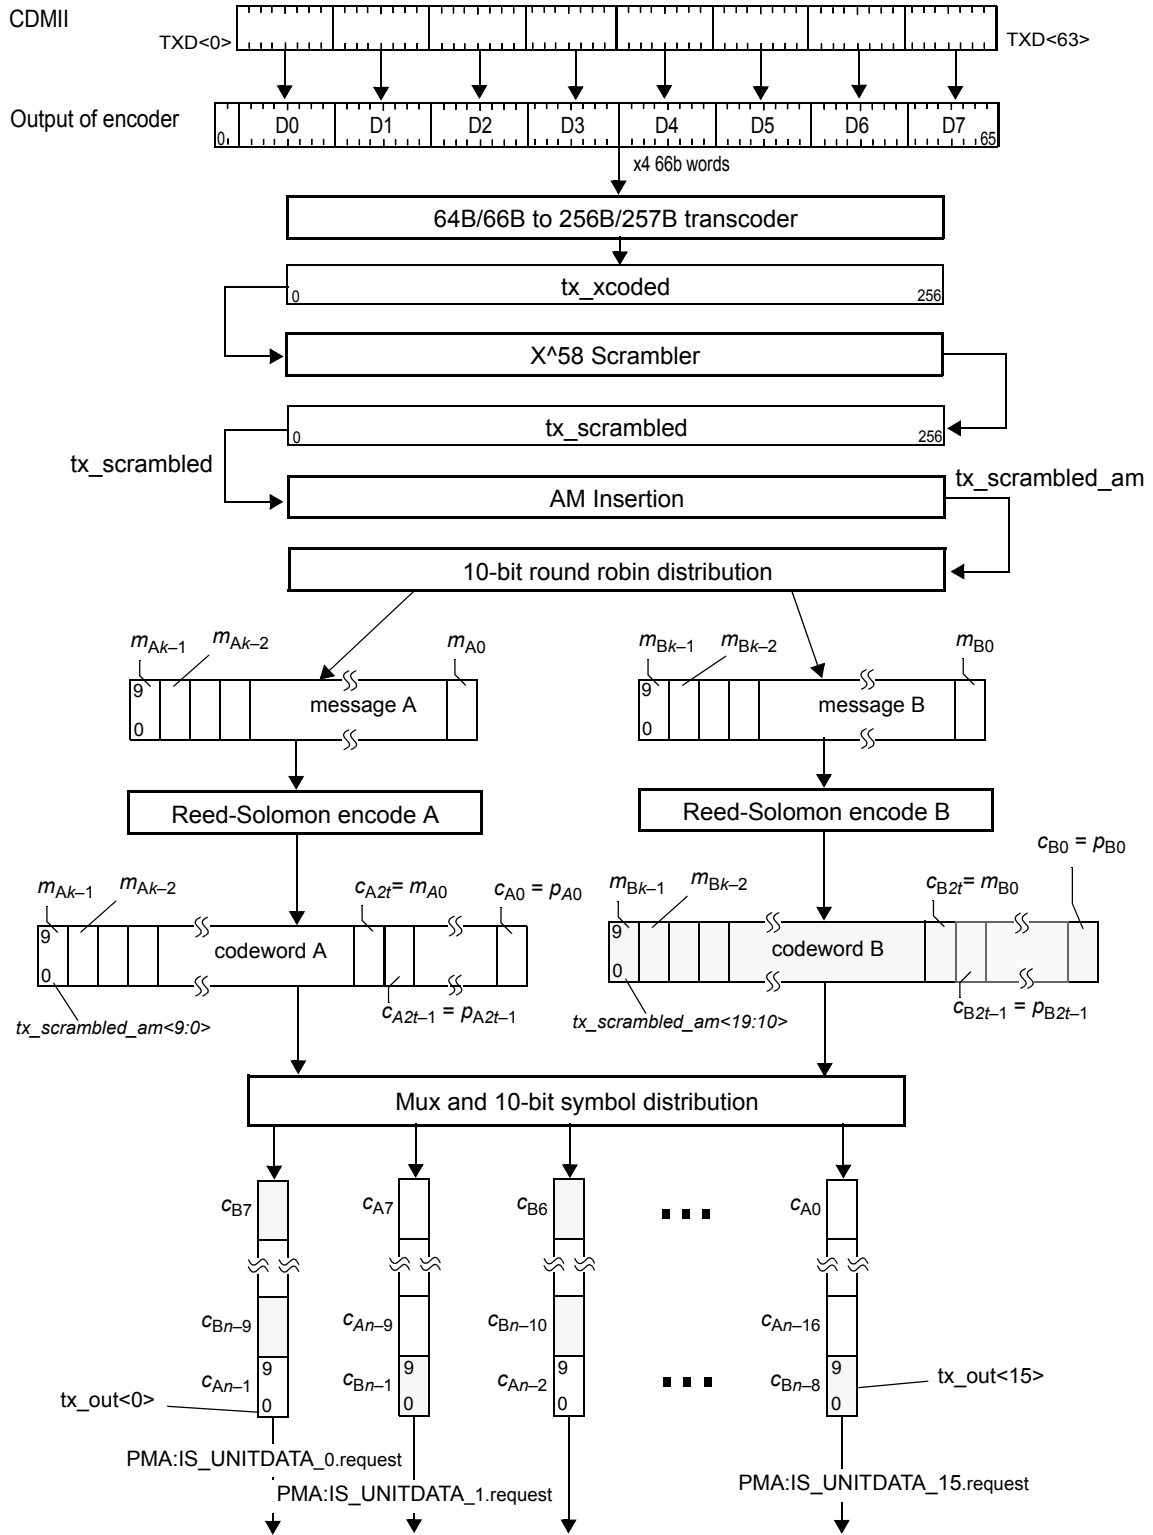 CDMII
TXD<0>
TXD<63>
Output of encoder
0 D0 D1 D2 D3 D4 D5 D6 D7 65
x4 66b words
64B/66B to 256B/257B transcoder
0 tx_xcoded 256
X^58 Scrambler
0 tx_scrambled 256
tx_scrambled
AM Insertion
tx_scrambled_am
10-bit round robin distribution
mAk–1 mAk–2 mA0 mBk–1 mBk–2 mB0
9 9
message A message B
0 0
Reed-Solomon encode A Reed-Solomon encode B
cB0 = pB0
mAk–1 mAk–2 cA2t= mA0 cA0 = pA0 mBk–1 mBk–2 cB2t= mB0
9 9
codeword A codeword B
0 0
tx_scrambled_am<9:0> cA2t–1 = pA2t–1 tx_scrambled_am<19:10> cB2t–1 = pB2t–1
Mux and 10-bit symbol distribution
cB7 cA7 cB6 ... cA0
cBn–9 cAn–9 cBn–10 cAn–16
cAn–1 9 cBn–1 9 cAn–2 9 ... cBn–8 9 tx_out<15>
tx_out<0> 0 0 0 0
PMA:IS_UNITDATA_0.request
PMA:IS_UNITDATA_1.request
PMA:IS_UNITDATA_15.request